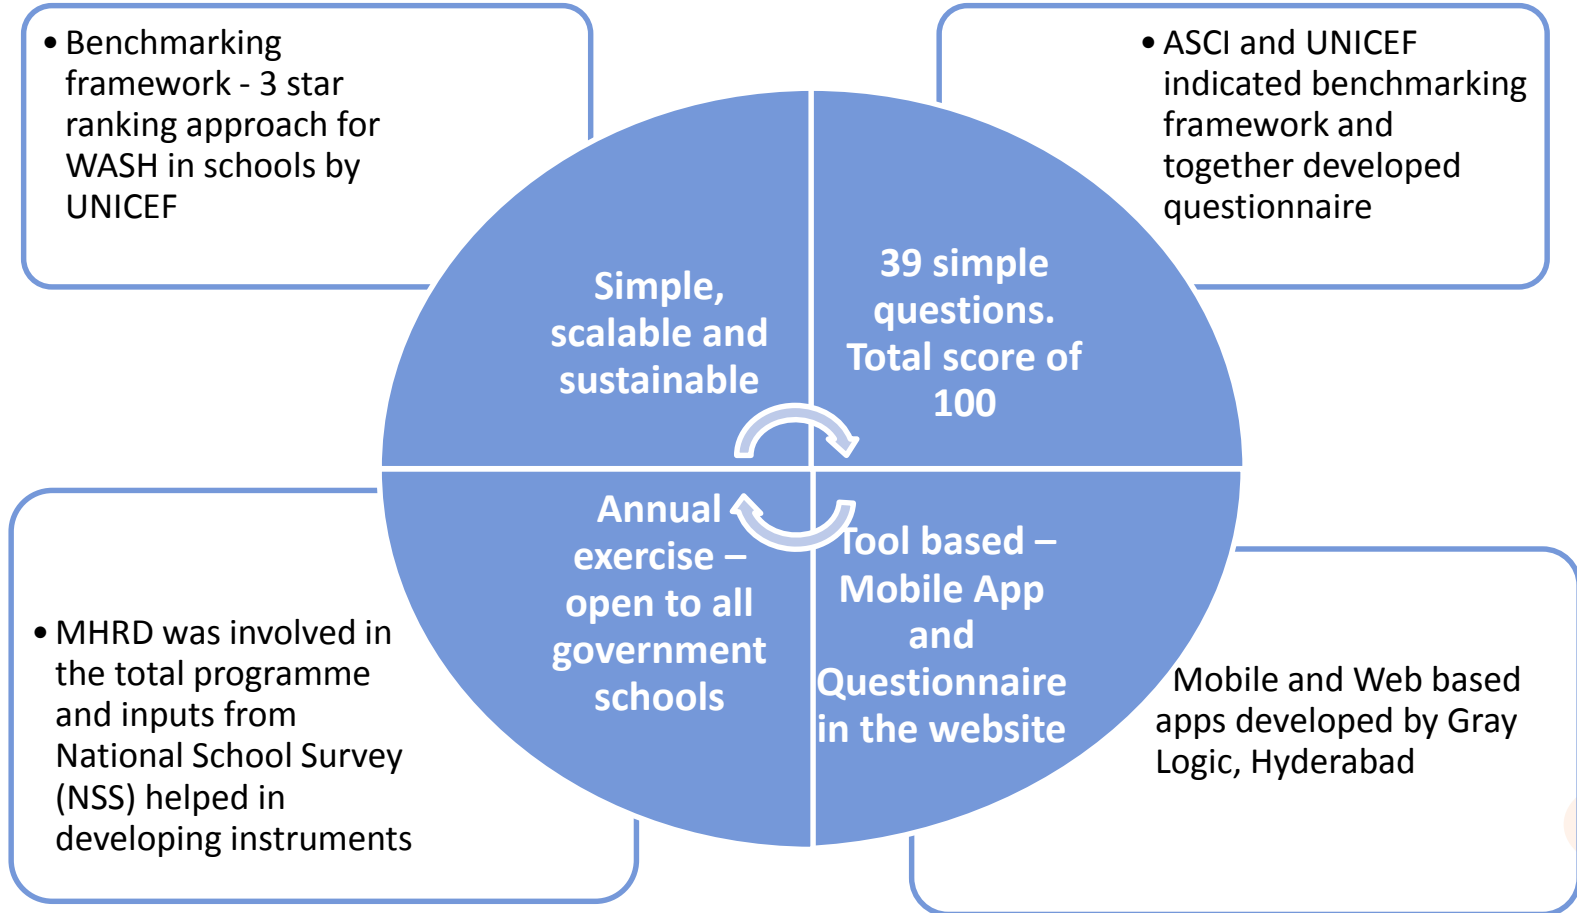 • Benchmarking
framework - 3 star
ranking approach for
WASH in schools by
UNICEF
• ASCI and UNICEF
indicated benchmarking
framework and
together developed
questionnaire
Simple,
scalable and
sustainable
39 simple
questions.
Total score of
100
Annual
exercise –
open to all
government
schools
Tool based –
Mobile App
and
Questionnaire
in the website
• MHRD was involved in
the total programme
and inputs from
National School Survey
(NSS) helped in
developing instruments
Mobile and Web based
apps developed by Gray
Logic, Hyderabad